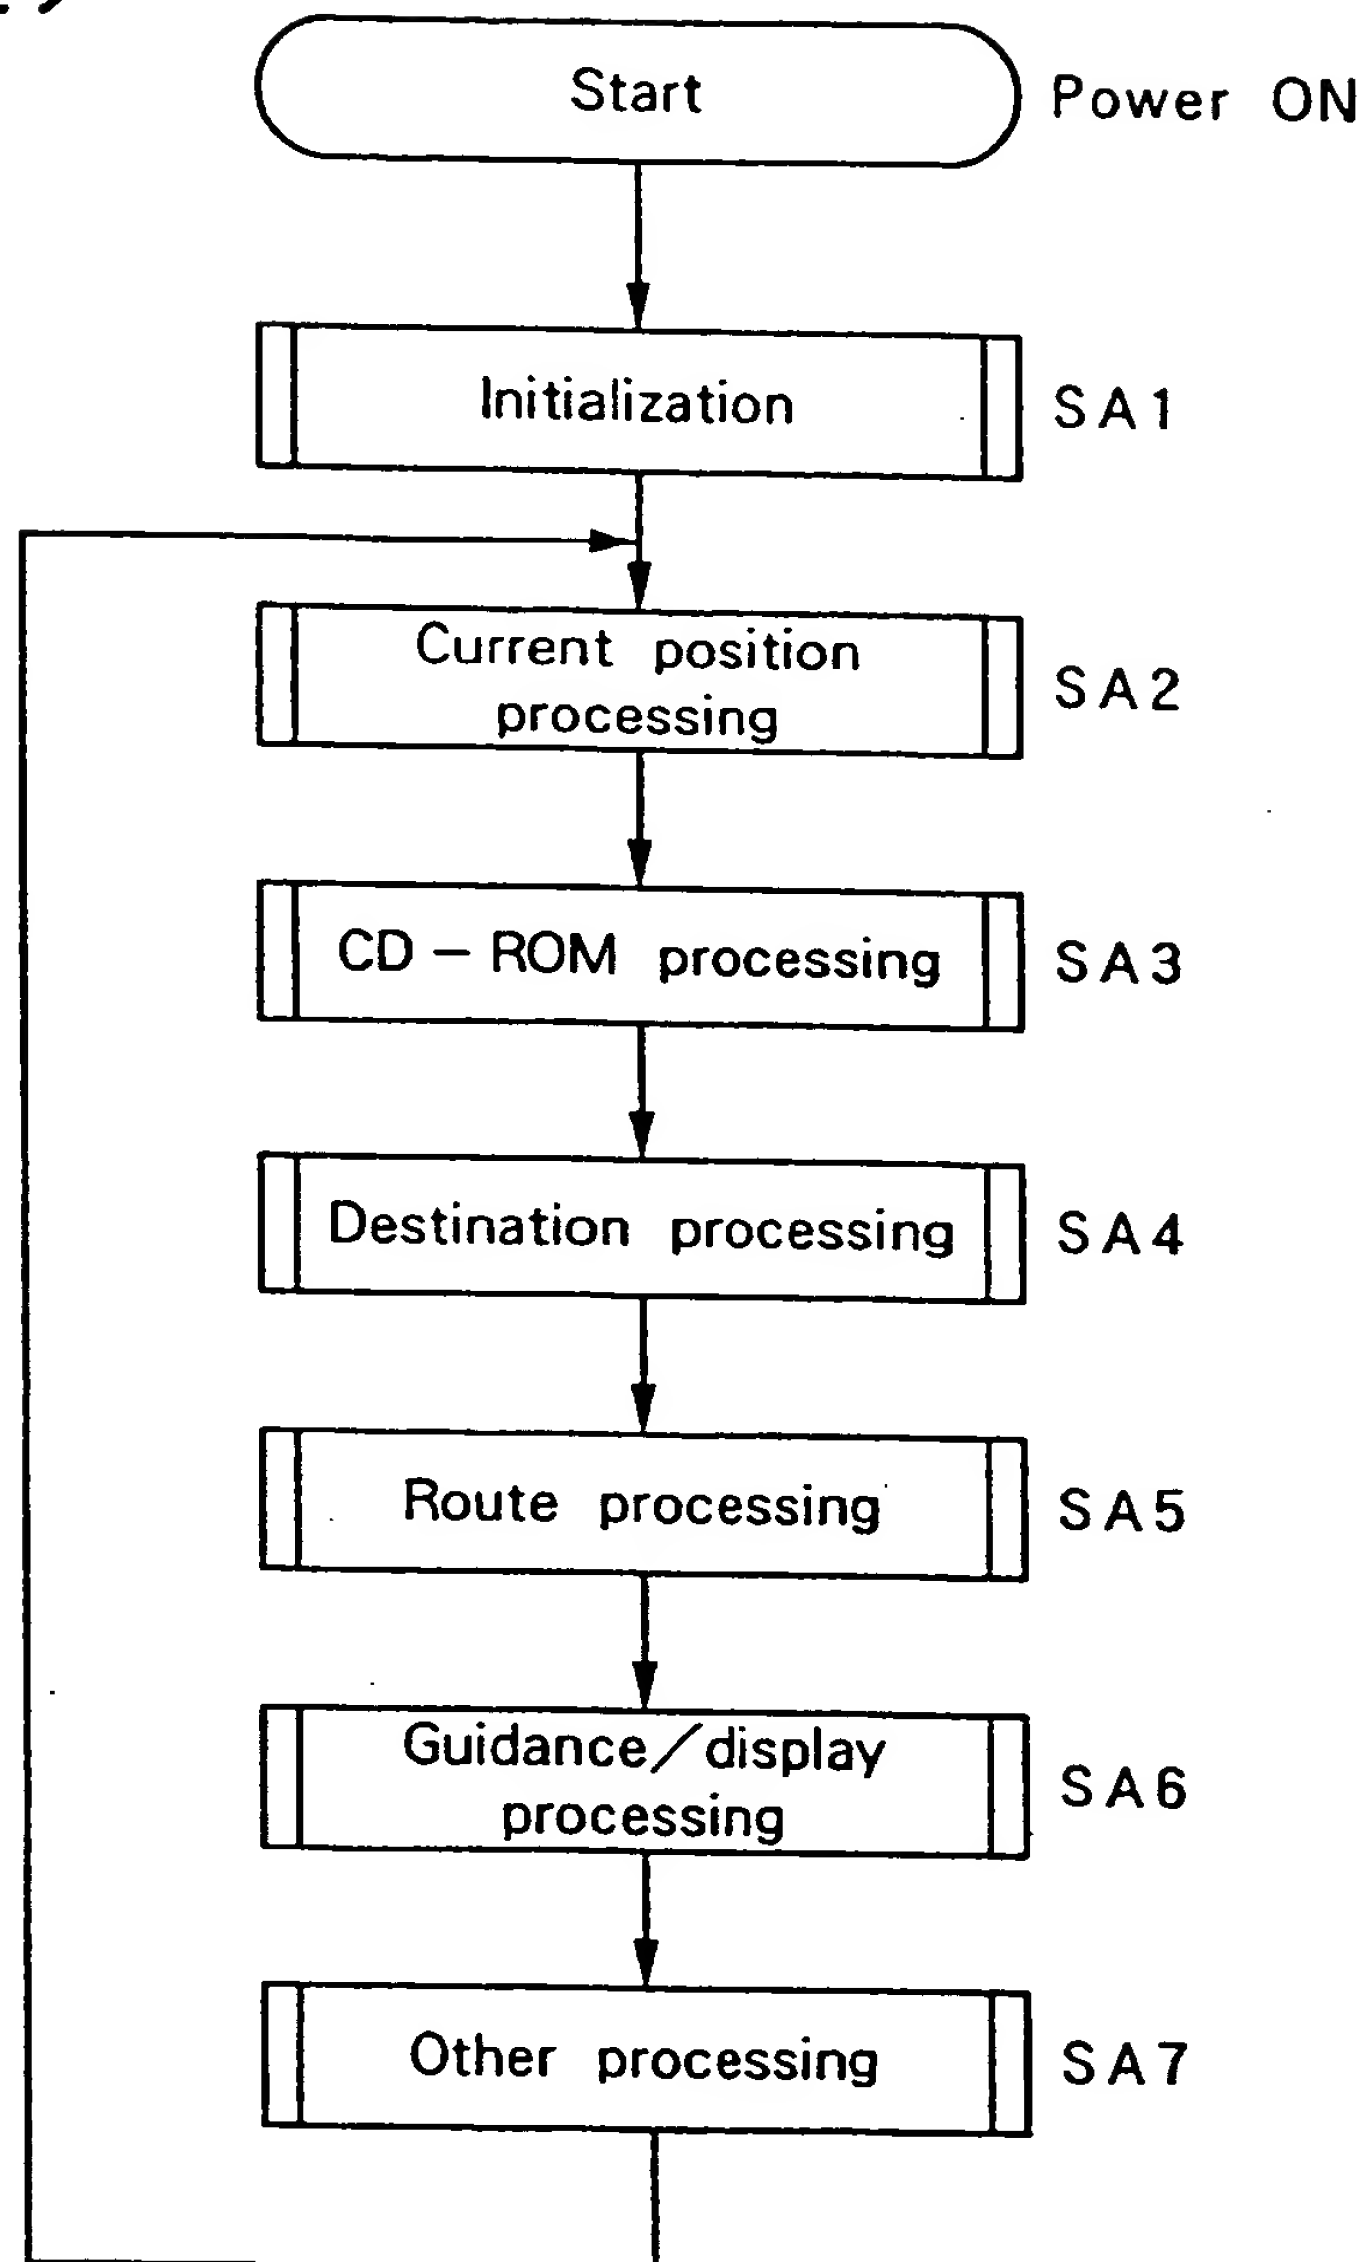 Start
Power ON
Initialization
SA1
Current position
processing
SA2
CD-ROM processing
SA3
Destination processing
SA4
Route processing
SA5
Guidance/display
processing
SA6
Other processing
SA7